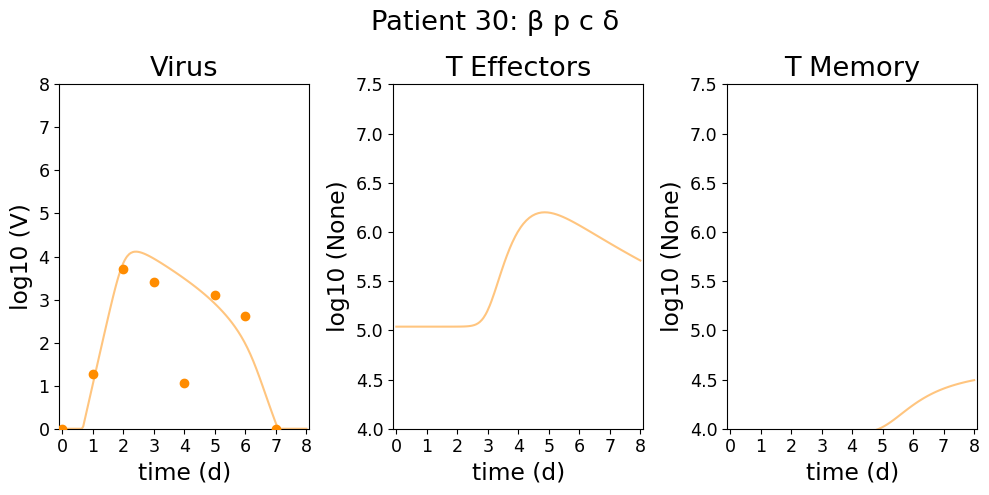 Patient 30: β p c δ
Virus
T Effectors
T Memory
8
7
6
5
4
3
2
1
0
log10 (V)
0 1 2 3 4 5 6 7 8
time (d)
7.5
7.0
6.5
6.0
5.5
5.0
4.5
4.0
log10 (None)
0 1 2 3 4 5 6 7 8
time (d)
7.5
7.0
6.5
6.0
5.5
5.0
4.5
4.0
log10 (None)
0 1 2 3 4 5 6 7 8
time (d)